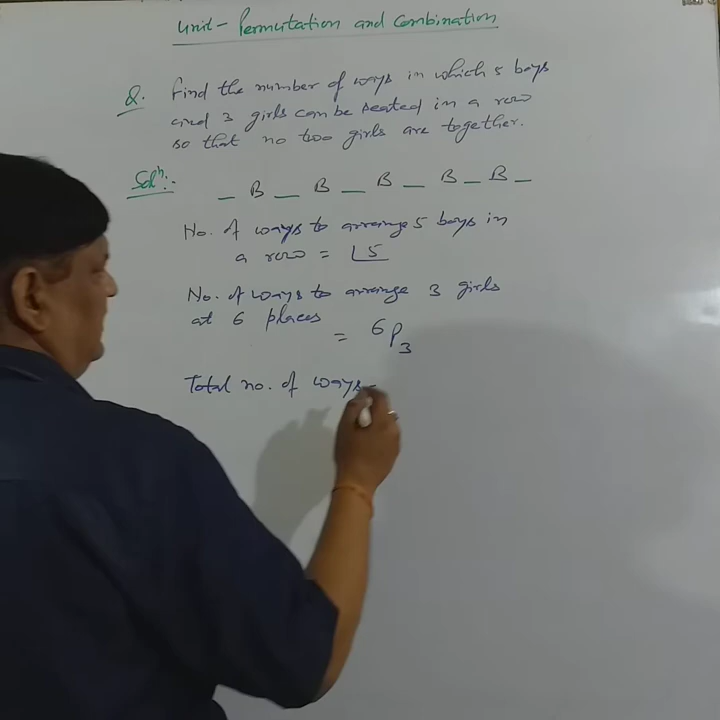 Unit - Permutation and Combination
Q. Find the number of ways in which 5 boys
and 3 girls can be seated in a row
so that no two girls are together.
Solⁿ:- _ B _ B _ B _ B _ B _
No. of ways to arrange 5 boys in
a row = ⌊5
No. of ways to arrange 3 girls
at 6 places
= ⁶P₃
Total no. of ways =